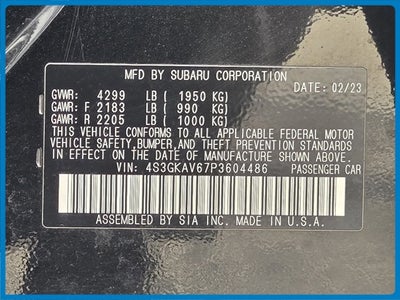 MFD BY SUBARU CORPORATION
DATE: 02/23
GVWR: 4299 LB ( 1950 KG)
GAWR: F 2183 LB ( 990 KG)
GAWR: R 2205 LB ( 1000 KG)
THIS VEHICLE CONFORMS TO ALL APPLICABLE FEDERAL MOTOR
VEHICLE SAFETY, BUMPER, AND THEFT PREVENTION STANDARDS
IN EFFECT ON THE DATE OF MANUFACTURE SHOWN ABOVE.
VIN: 4S3GKAV67P3604486 PASSENGER CAR
ASSEMBLED BY SIA INC. MADE IN U.S.A.